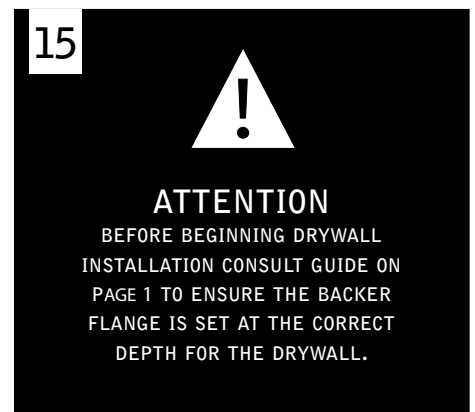 15
!
ATTENTION
BEFORE BEGINNING DRYWALL
INSTALLATION CONSULT GUIDE ON
PAGE 1 TO ENSURE THE BACKER
FLANGE IS SET AT THE CORRECT
DEPTH FOR THE DRYWALL.